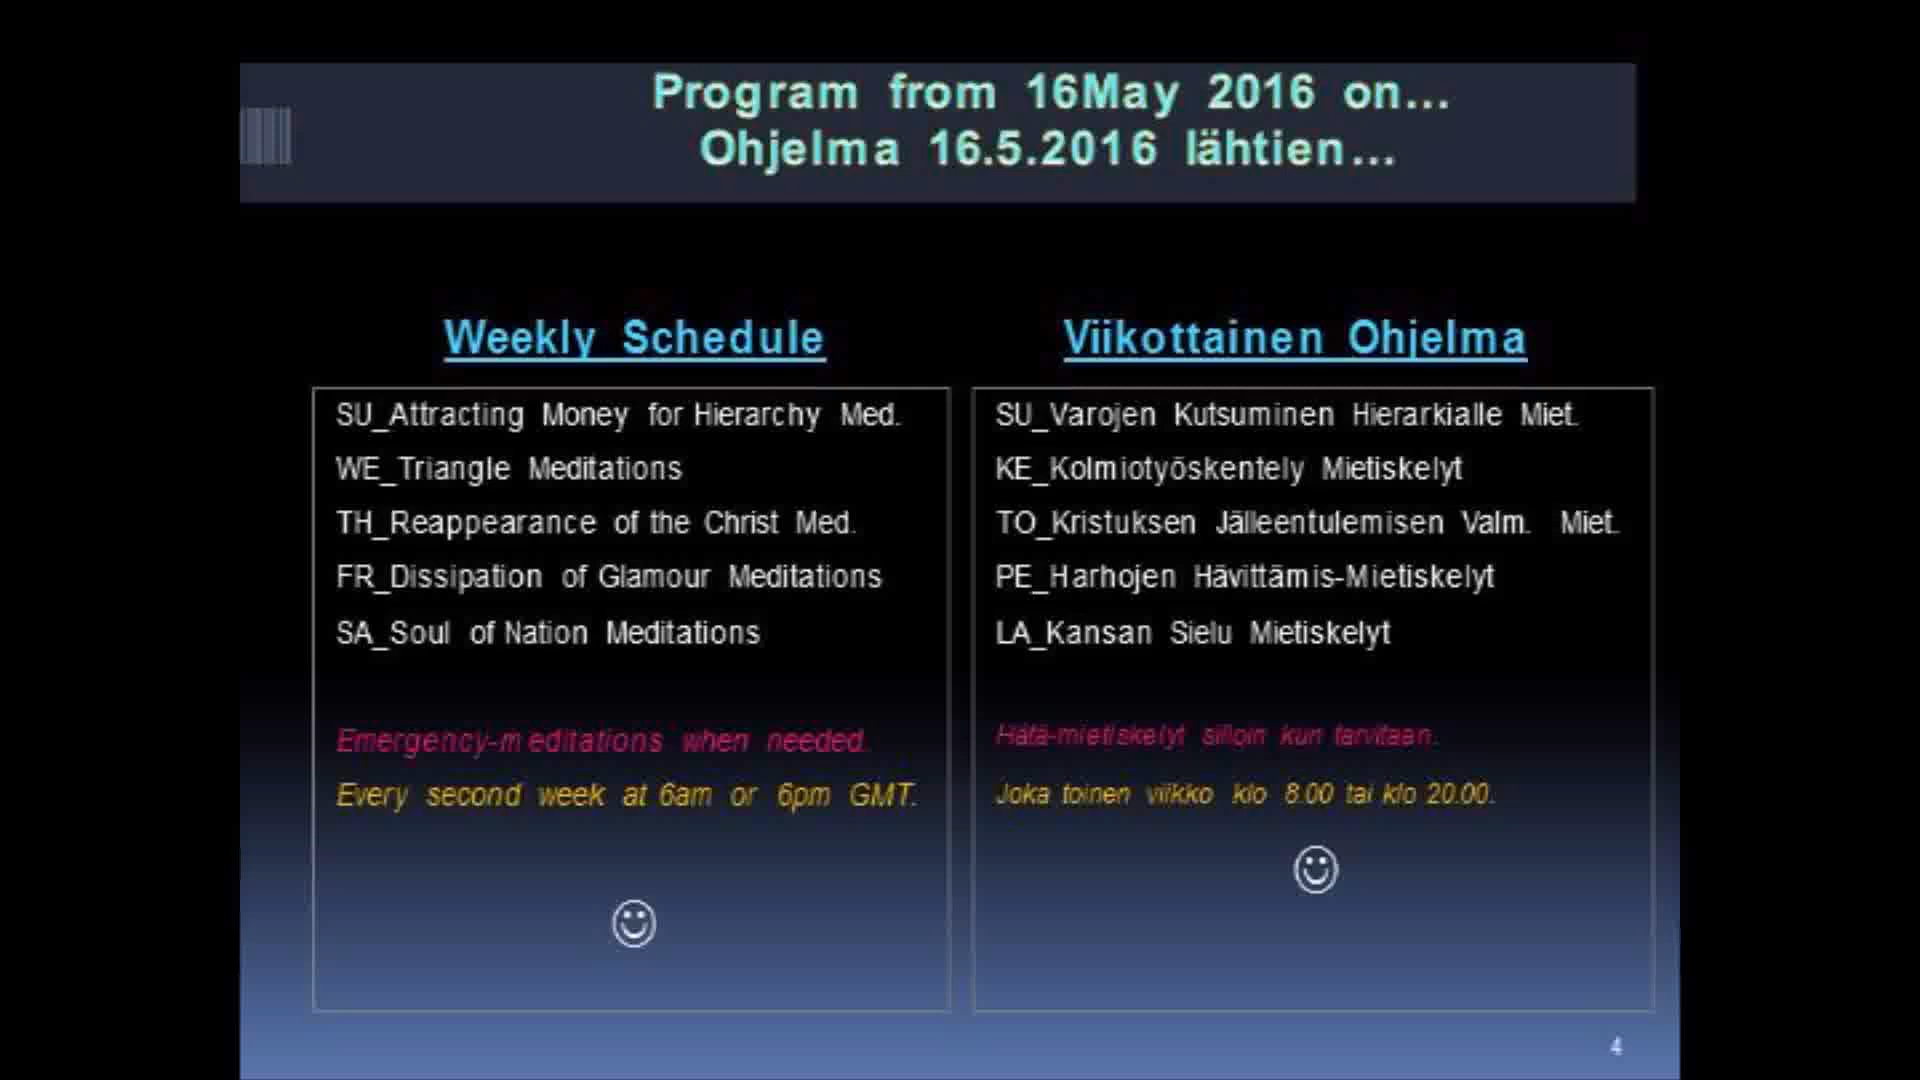 Program from 16May 2016 on...
Ohjelma 16.5.2016 lähtien...
Weekly Schedule
SU_Attracting Money for Hierarchy Med.
WE_Triangle Meditations
TH_Reappearance of the Christ Med.
FR_Dissipation of Glamour Meditations
SA_Soul of Nation Meditations
Emergency-meditations when needed.
Every second week at 6am or 6pm GMT.
Viikottainen Ohjelma
SU_Varojen Kutsuminen Hierarkialle Miet.
KE_Kolmiotyöskentely Mietiskelyt
TO_Kristuksen Jälleentulemisen Valm. Miet.
PE_Harhojen Hävittämis-Mietiskelyt
LA_Kansan Sielu Mietiskelyt
Hätä-mietiskelyt silloin kun tarvitaan.
Joka toinen viikko klo 8.00 tai klo 20.00.
4